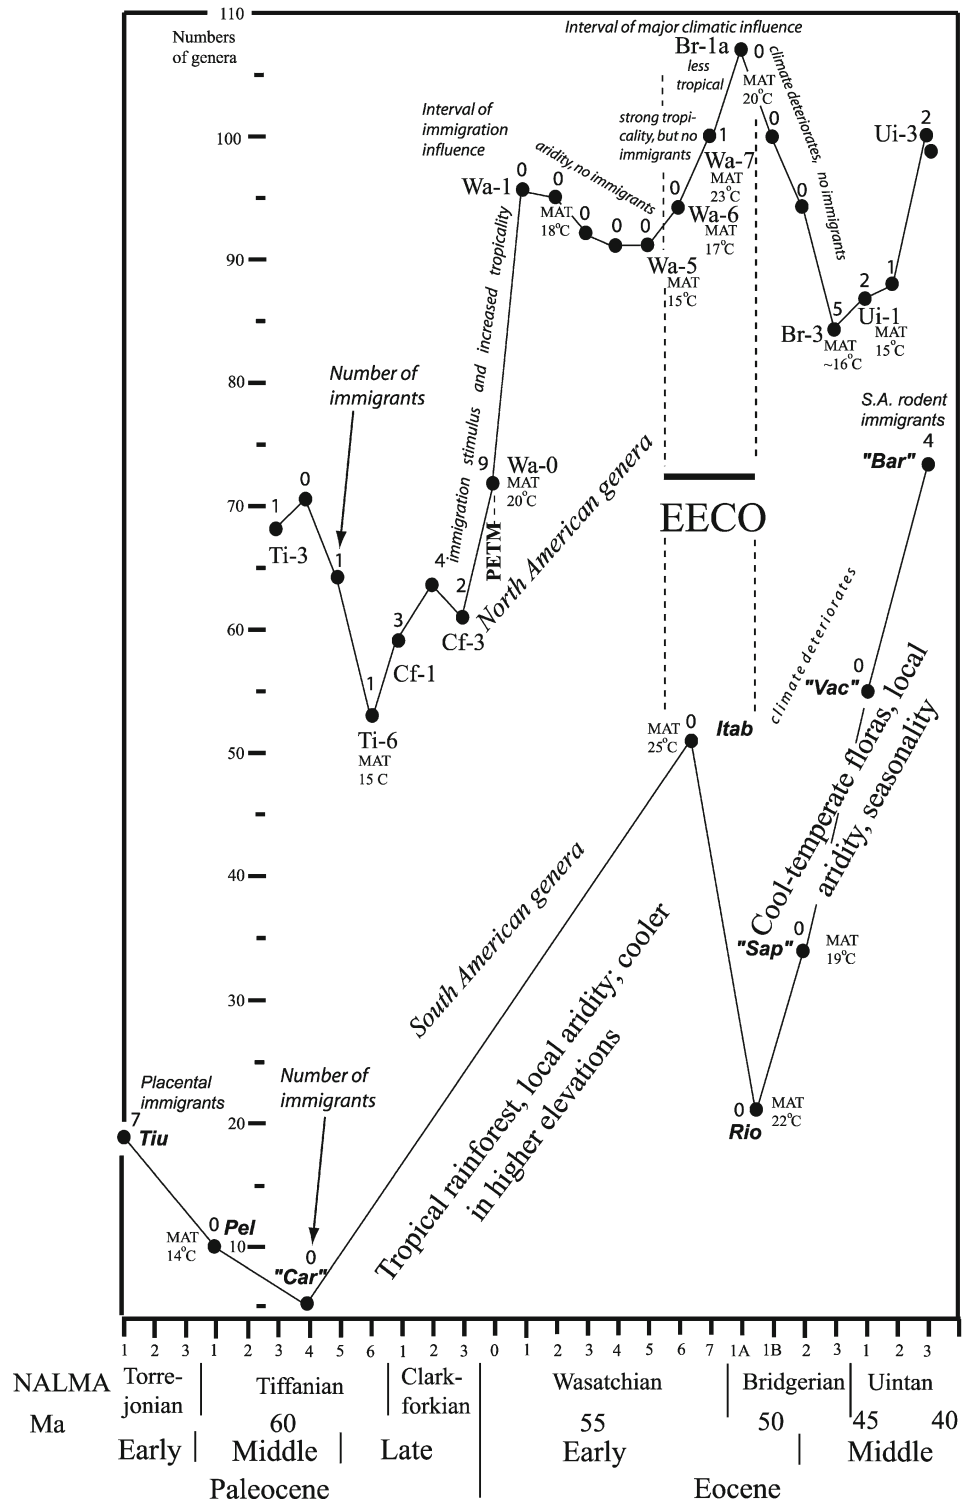 110
Numbers
of genera
Interval of major climatic influence
Br-1a
0
less
tropical
MAT
20°C
climate deteriorates, no immigrants
Interval of
immigration
influence
strong tropi-
cality, but no
immigrants
100
1
Wa-7
MAT
23°C
0
2
Ui-3
aridity, no immigrants
0
Wa-1
0
MAT
18°C
0
0
0
0
Wa-6
MAT
17°C
0
90
Wa-5
MAT
15°C
1
2
Ui-1
MAT
15°C
5
Br-3
MAT
~16°C
immigration stimulus and increased tropicality
80
Number of
immigrants
S.A. rodent
immigrants
4
"Bar"
9
Wa-0
MAT
20°C
PETM
70
0
1
Ti-3
1
EECO
North American genera
4
2
Cf-3
60
3
Cf-1
1
Ti-6
MAT
15 C
climate deteriorates
0
"Vac"
MAT
25°C
0
Itab
50
Cool-temperate floras, local
aridity, seasonality
40
South American genera
0
"Sap"
MAT
19°C
30
Tropical rainforest, local aridity; cooler
in higher elevations
Placental
immigrants
7
Tiu
Number of
immigrants
20
0
Rio
MAT
22°C
0
Pel
MAT
14°C
10
0
"Car"
1 2 3 1 2 3 4 5 6 1 2 3 0 1 2 3 4 5 6 7 1A 1B 2 3 1 2 3
NALMA
Torre-
jonian
Tiffanian
Clark-
forkian
Wasatchian
Bridgerian
Uintan
Ma
60
55
50
45
40
Early
Middle
Late
Early
Middle
Paleocene
Eocene